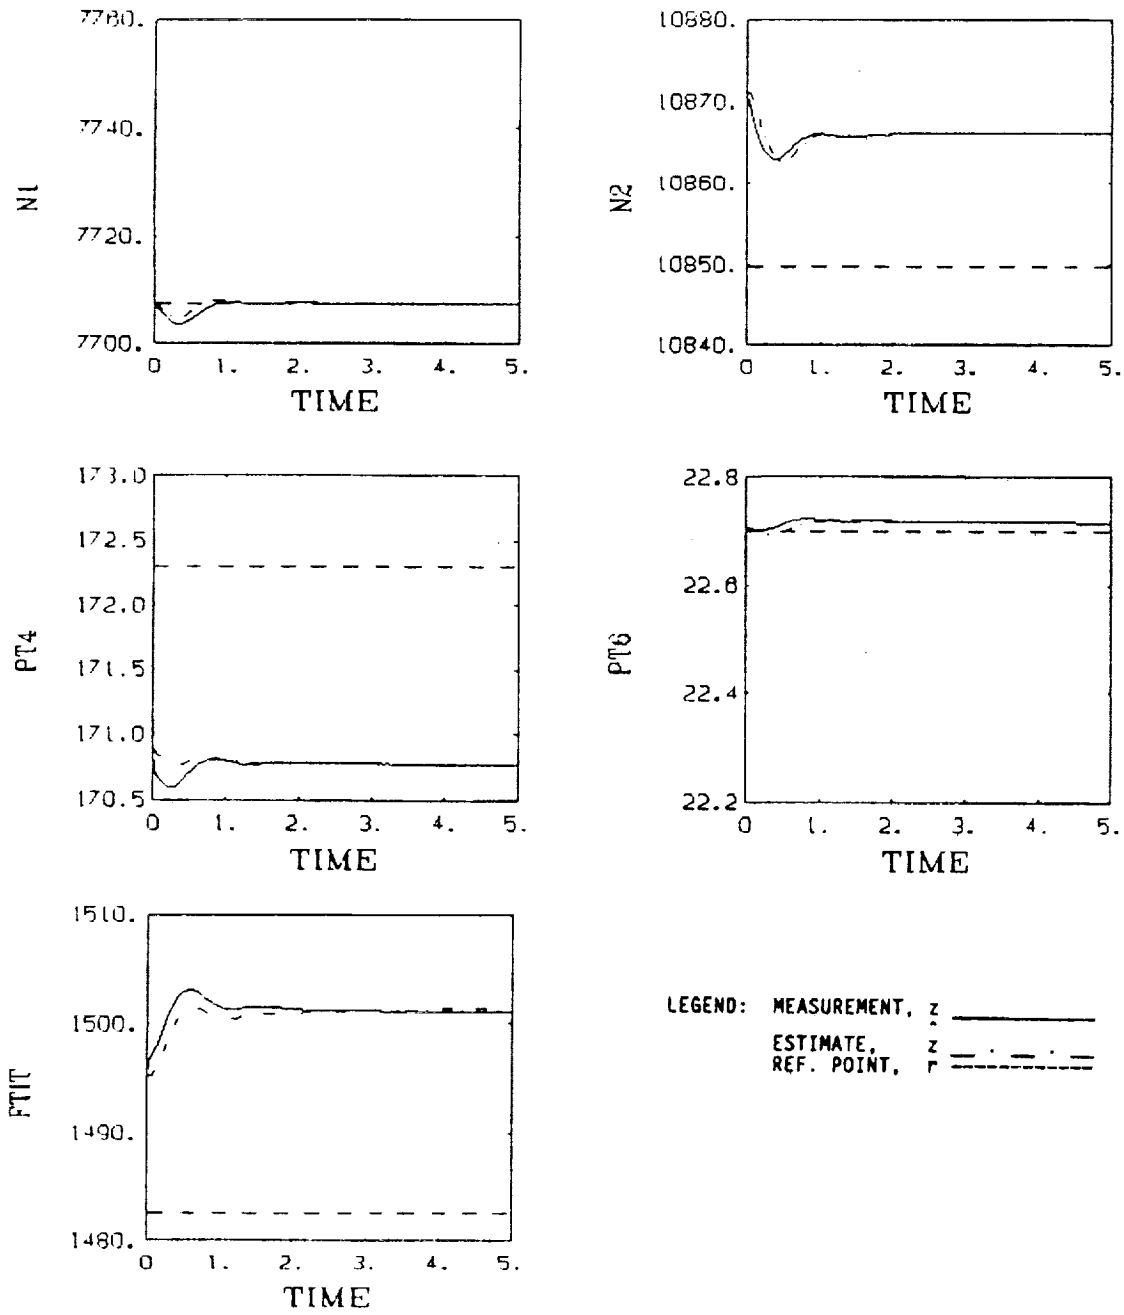 7760.
7740.
7720.
7700.
N1
0 1. 2. 3. 4. 5.
TIME
10880.
10870.
10860.
10850.
10840.
N2
0 1. 2. 3. 4. 5.
TIME
173.0
172.5
172.0
171.5
171.0
170.5
PT4
0 1. 2. 3. 4. 5.
TIME
22.8
22.6
22.4
22.2
PT6
0 1. 2. 3. 4. 5.
TIME
1510.
1500.
1490.
1480.
FTIT
0 1. 2. 3. 4. 5.
TIME
LEGEND: MEASUREMENT, z
ESTIMATE, ẑ
REF. POINT, r